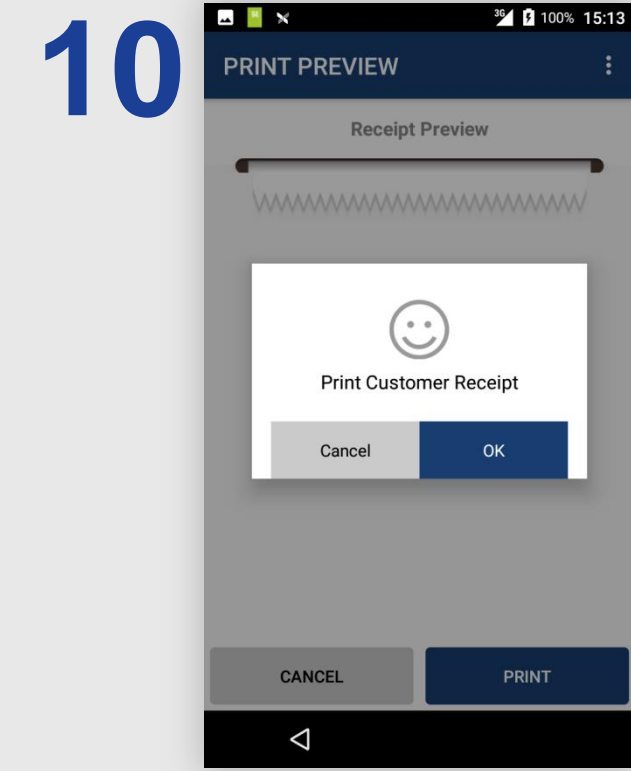 10
3G 100% 15:13
PRINT PREVIEW
Receipt Preview
Print Customer Receipt
Cancel OK
CANCEL PRINT